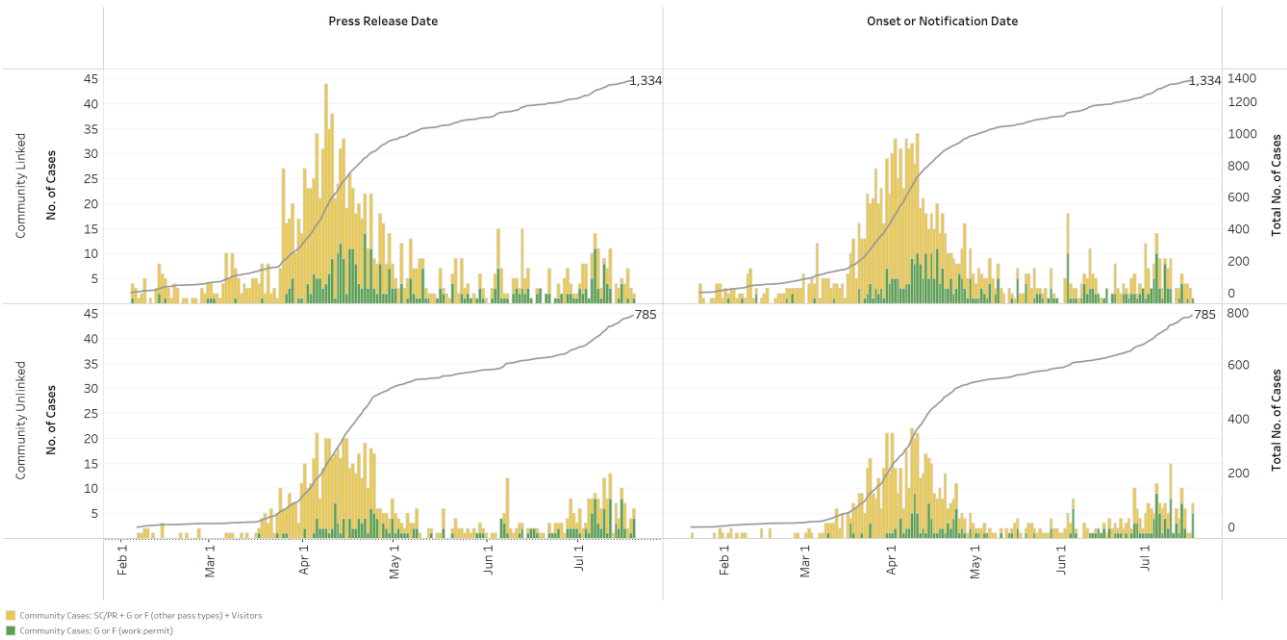 Press Release Date
Onset or Notification Date
Community Linked
No. of Cases
45
40
35
30
25
20
15
10
5
1,334
1,334
1400
1200
1000
800
600
400
200
0
Total No. of Cases
Community Unlinked
No. of Cases
45
40
35
30
25
20
15
10
5
785
785
800
600
400
200
0
Total No. of Cases
Feb 1
Mar 1
Apr 1
May 1
Jun 1
Jul 1
Feb 1
Mar 1
Apr 1
May 1
Jun 1
Jul 1
Community Cases: SC/PR + G or F (other pass types) + Visitors
Community Cases: G or F (work permit)